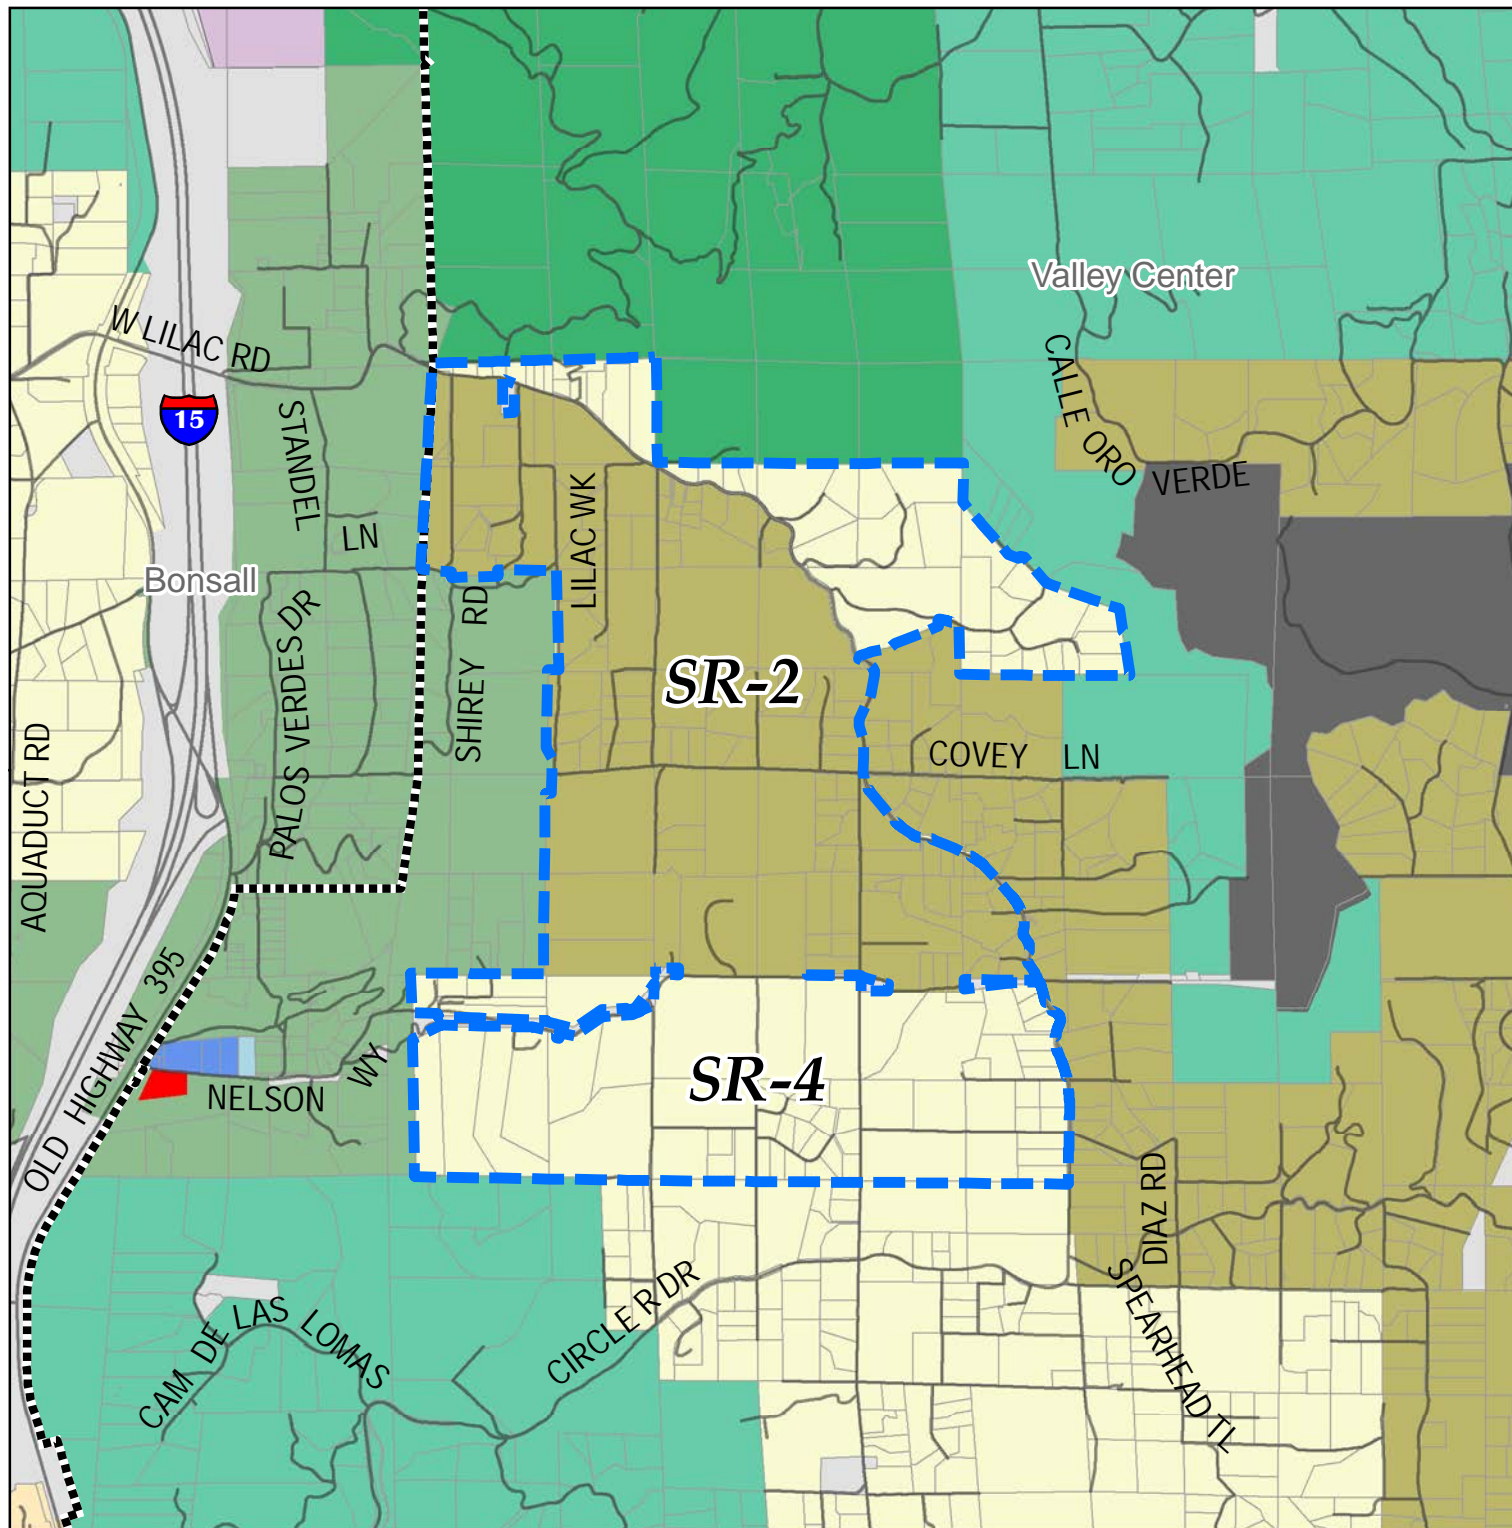 Valley Center
W LILAC RD
CALLE ORO VERDE
15
STANDEL LN
LILAC WK
Bonsall
SHIREY RD
PALOS VERDES DR
SR-2
COVEY LN
AQUADUCT RD
OLD HIGHWAY 395
NELSON WY
SR-4
DIAZ RD
SPEARHEAD TL
CIRCLE R DR
CAM DE LAS LOMAS